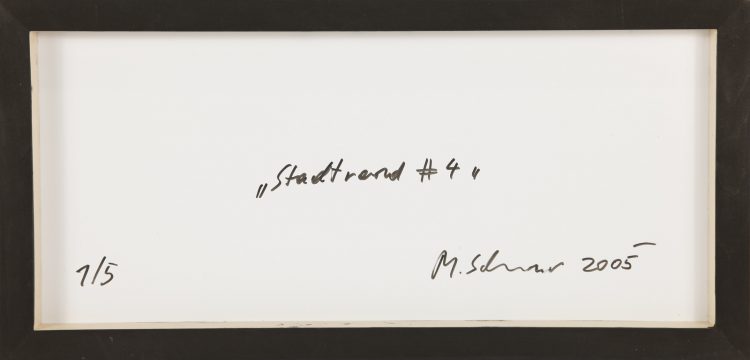 „Stadtrand #4"
1/5
M. 2005